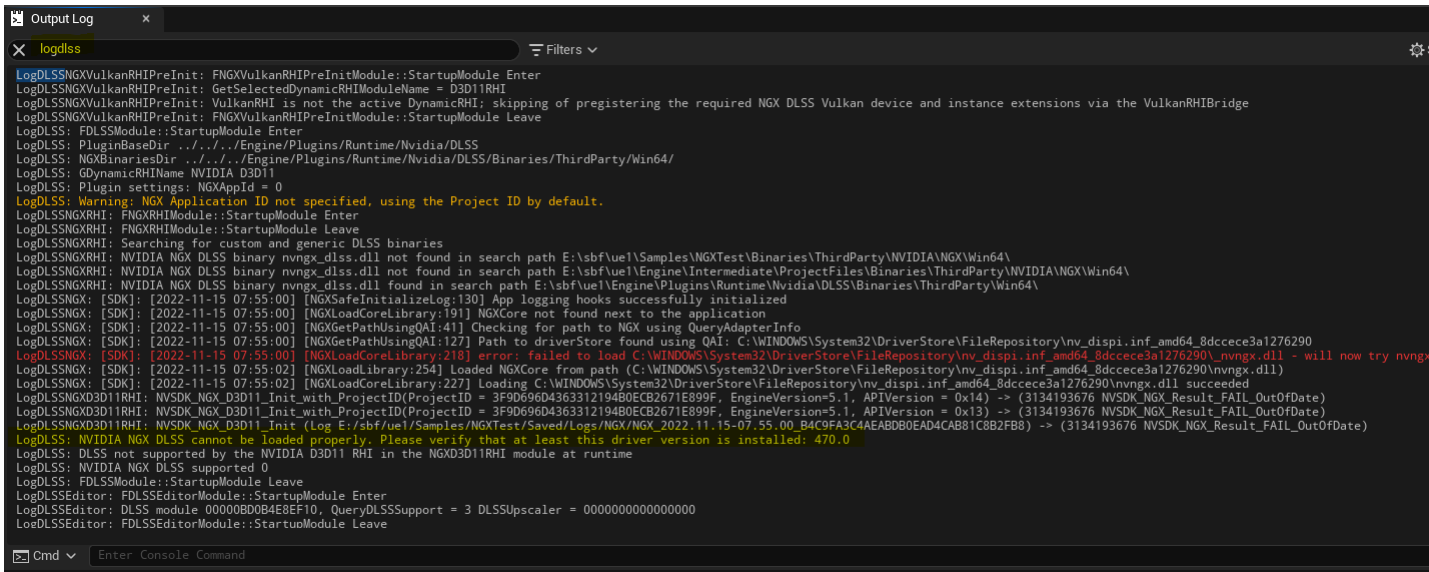 Output Log ×
logdlss
Filters
LogDLSSNGXVulkanRHIPreInit: FNGXVulkanRHIPreInitModule::StartupModule Enter
LogDLSSNGXVulkanRHIPreInit: GetSelectedDynamicRHIModuleName = D3D11RHI
LogDLSSNGXVulkanRHIPreInit: VulkanRHI is not the active DynamicRHI; skipping of pregistering the required NGX DLSS Vulkan device and instance extensions via the VulkanRHIBridge
LogDLSSNGXVulkanRHIPreInit: FNGXVulkanRHIPreInitModule::StartupModule Leave
LogDLSS: FDLSSModule::StartupModule Enter
LogDLSS: PluginBaseDir ../../../Engine/Plugins/Runtime/Nvidia/DLSS
LogDLSS: NGXBinariesDir ../../../Engine/Plugins/Runtime/Nvidia/DLSS/Binaries/ThirdParty/Win64/
LogDLSS: GDynamicRHIName NVIDIA D3D11
LogDLSS: Plugin settings: NGXAppId = 0
LogDLSS: Warning: NGX Application ID not specified, using the Project ID by default.
LogDLSSNGXRHI: FNGXRHIModule::StartupModule Enter
LogDLSSNGXRHI: FNGXRHIModule::StartupModule Leave
LogDLSSNGXRHI: Searching for custom and generic DLSS binaries
LogDLSSNGXRHI: NVIDIA NGX DLSS binary nvngx_dlss.dll not found in search path E:\sbf\ue1\Samples\NGXTest\Binaries\ThirdParty\NVIDIA\NGX\Win64\
LogDLSSNGXRHI: NVIDIA NGX DLSS binary nvngx_dlss.dll not found in search path E:\sbf\ue1\Engine\Intermediate\ProjectFiles\Binaries\ThirdParty\NVIDIA\NGX\Win64\
LogDLSSNGXRHI: NVIDIA NGX DLSS binary nvngx_dlss.dll found in search path E:\sbf\ue1\Engine\Plugins\Runtime\Nvidia\DLSS\Binaries\ThirdParty\Win64\
LogDLSSNGX: [SDK]: [2022-11-15 07:55:00] [NGXSafeInitializeLog:130] App logging hooks successfully initialized
LogDLSSNGX: [SDK]: [2022-11-15 07:55:00] [NGXLoadCoreLibrary:191] NGXCore not found next to the application
LogDLSSNGX: [SDK]: [2022-11-15 07:55:00] [NGXGetPathUsingQAI:41] Checking for path to NGX using QueryAdapterInfo
LogDLSSNGX: [SDK]: [2022-11-15 07:55:00] [NGXGetPathUsingQAI:127] Path to driverStore found using QAI: C:\WINDOWS\System32\DriverStore\FileRepository\nv_dispi.inf_amd64_8dccece3a1276290
LogDLSSNGX: [SDK]: [2022-11-15 07:55:00] [NGXLoadCoreLibrary:218] error: failed to load C:\WINDOWS\System32\DriverStore\FileRepository\nv_dispi.inf_amd64_8dccece3a1276290\_nvngx.dll - will now try nvngx
LogDLSSNGX: [SDK]: [2022-11-15 07:55:02] [NGXLoadLibrary:254] Loaded NGXCore from path (C:\WINDOWS\System32\DriverStore\FileRepository\nv_dispi.inf_amd64_8dccece3a1276290\nvngx.dll)
LogDLSSNGX: [SDK]: [2022-11-15 07:55:02] [NGXLoadCoreLibrary:227] Loading C:\WINDOWS\System32\DriverStore\FileRepository\nv_dispi.inf_amd64_8dccece3a1276290\nvngx.dll succeeded
LogDLSSNGXD3D11RHI: NVSDK_NGX_D3D11_Init_with_ProjectID(ProjectID = 3F9D696D4363312194B0ECB2671E899F, EngineVersion=5.1, APIVersion = 0x14) -> (3134193676 NVSDK_NGX_Result_FAIL_OutOfDate)
LogDLSSNGXD3D11RHI: NVSDK_NGX_D3D11_Init_with_ProjectID(ProjectID = 3F9D696D4363312194B0ECB2671E899F, EngineVersion=5.1, APIVersion = 0x13) -> (3134193676 NVSDK_NGX_Result_FAIL_OutOfDate)
LogDLSSNGXD3D11RHI: NVSDK_NGX_D3D11_Init (Log E:/sbf/ue1/Samples/NGXTest/Saved/Logs/NGX/NGX_2022.11.15-07.55.00_B4C9FA3C4AEABDB0EAD4CAB81C8B2FB8) -> (3134193676 NVSDK_NGX_Result_FAIL_OutOfDate)
LogDLSS: NVIDIA NGX DLSS cannot be loaded properly. Please verify that at least this driver version is installed: 470.0
LogDLSS: DLSS not supported by the NVIDIA D3D11 RHI in the NGXD3D11RHI module at runtime
LogDLSS: NVIDIA NGX DLSS supported 0
LogDLSS: FDLSSModule::StartupModule Leave
LogDLSSEditor: FDLSSEditorModule::StartupModule Enter
LogDLSSEditor: DLSS module 00000BD0B4E8EF10, QueryDLSSSupport = 3 DLSSUpscaler = 0000000000000000
LogDLSSEditor: FDLSSEditorModule::StartupModule Leave
Cmd Enter Console Command